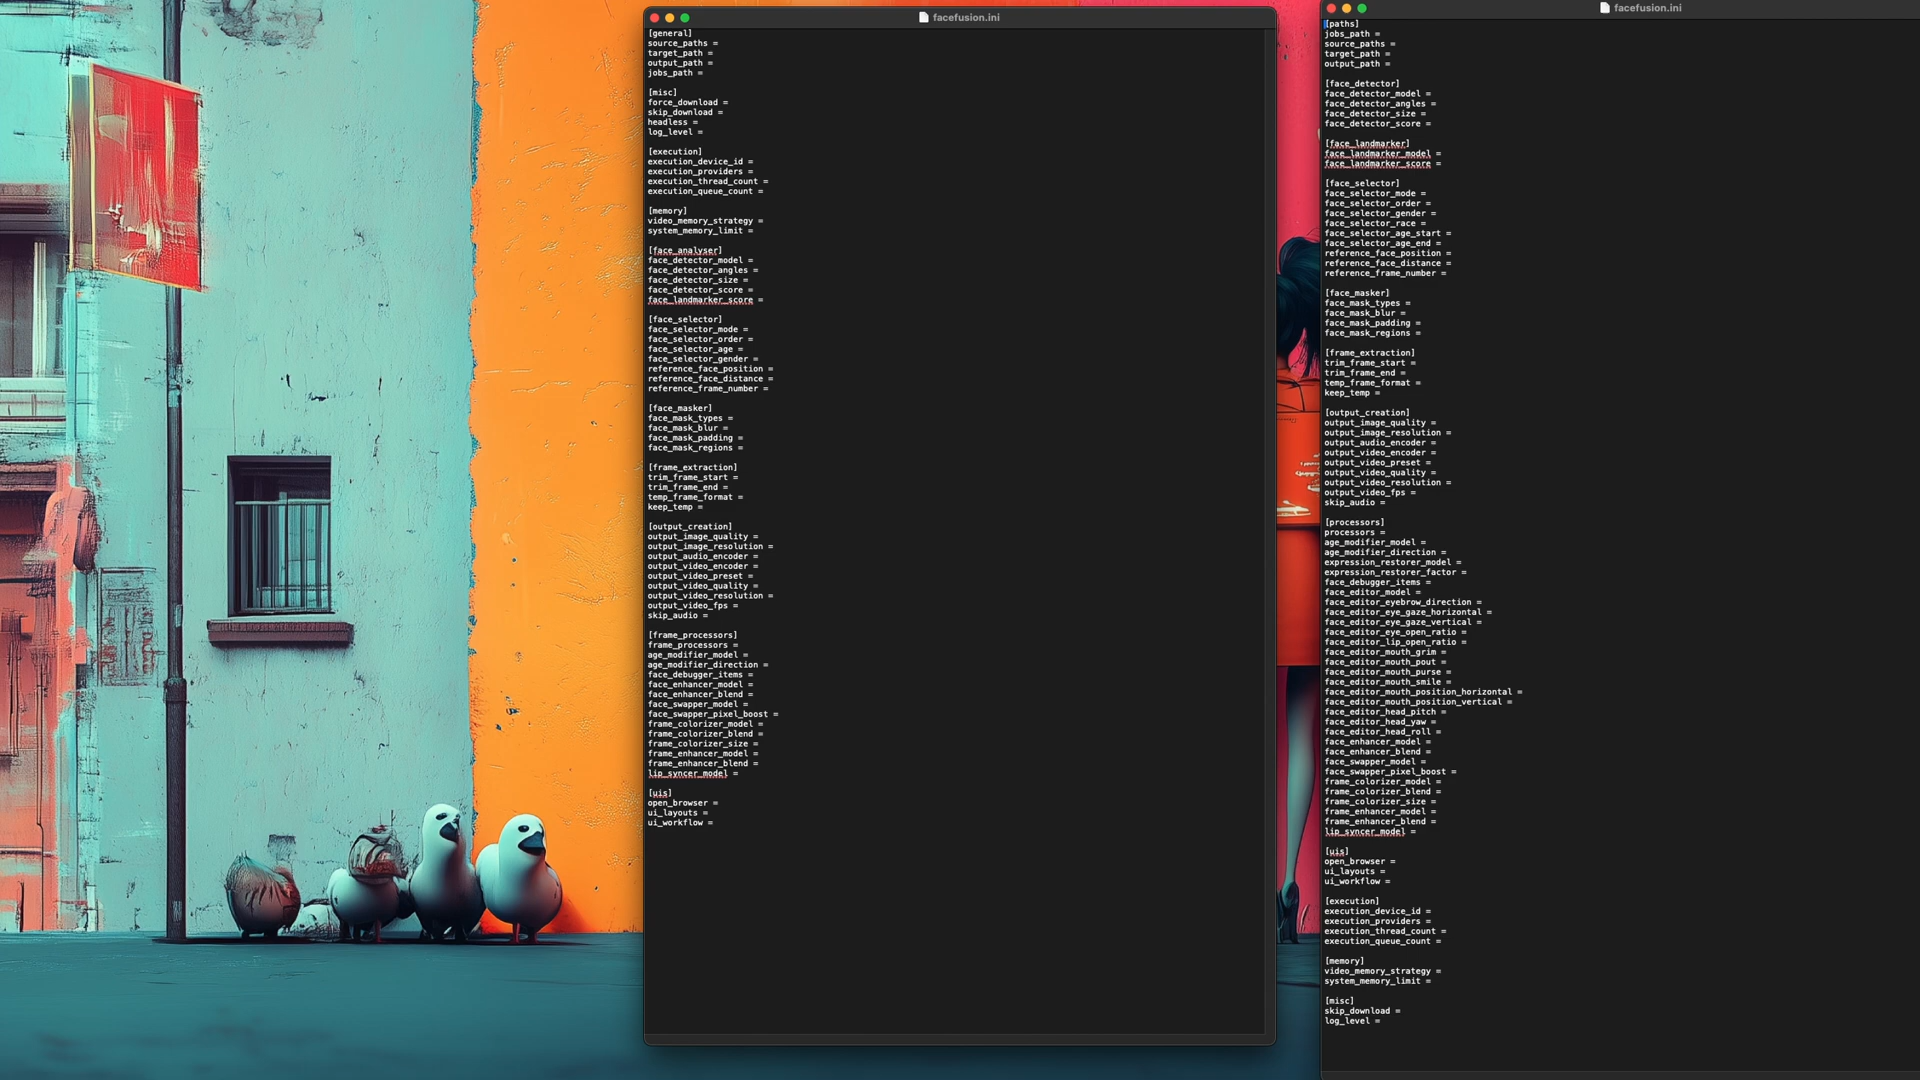 facefusion.ini
[general]
source_paths =
target_path =
output_path =
jobs_path =
[misc]
force_download =
skip_download =
headless =
log_level =
[execution]
execution_device_id =
execution_providers =
execution_thread_count =
execution_queue_count =
[memory]
video_memory_strategy =
system_memory_limit =
[face_analyser]
face_detector_model =
face_detector_angles =
face_detector_size =
face_detector_score =
face_landmarker_score =
[face_selector]
face_selector_mode =
face_selector_order =
face_selector_age =
face_selector_gender =
reference_face_position =
reference_face_distance =
reference_frame_number =
[face_masker]
face_mask_types =
face_mask_blur =
face_mask_padding =
face_mask_regions =
[frame_extraction]
trim_frame_start =
trim_frame_end =
temp_frame_format =
keep_temp =
[output_creation]
output_image_quality =
output_image_resolution =
output_audio_encoder =
output_video_encoder =
output_video_preset =
output_video_quality =
output_video_resolution =
output_video_fps =
skip_audio =
[frame_processors]
frame_processors =
age_modifier_model =
age_modifier_direction =
face_debugger_items =
face_enhancer_model =
face_enhancer_blend =
face_swapper_model =
face_swapper_pixel_boost =
frame_colorizer_model =
frame_colorizer_blend =
frame_colorizer_size =
frame_enhancer_model =
frame_enhancer_blend =
lip_syncer_model =
[uis]
open_browser =
ui_layouts =
ui_workflow =
facefusion.ini
[paths]
jobs_path =
source_paths =
target_path =
output_path =
[face_detector]
face_detector_model =
face_detector_angles =
face_detector_size =
face_detector_score =
[face_landmarker]
face_landmarker_model =
face_landmarker_score =
[face_selector]
face_selector_mode =
face_selector_order =
face_selector_gender =
face_selector_race =
face_selector_age_start =
face_selector_age_end =
reference_face_position =
reference_face_distance =
reference_frame_number =
[face_masker]
face_mask_types =
face_mask_blur =
face_mask_padding =
face_mask_regions =
[frame_extraction]
trim_frame_start =
trim_frame_end =
temp_frame_format =
keep_temp =
[output_creation]
output_image_quality =
output_image_resolution =
output_audio_encoder =
output_video_encoder =
output_video_preset =
output_video_quality =
output_video_resolution =
output_video_fps =
skip_audio =
[processors]
processors =
age_modifier_model =
age_modifier_direction =
expression_restorer_model =
expression_restorer_factor =
face_debugger_items =
face_editor_model =
face_editor_eyebrow_direction =
face_editor_eye_gaze_horizontal =
face_editor_eye_gaze_vertical =
face_editor_eye_open_ratio =
face_editor_lip_open_ratio =
face_editor_mouth_grim =
face_editor_mouth_pout =
face_editor_mouth_purse =
face_editor_mouth_smile =
face_editor_mouth_position_horizontal =
face_editor_mouth_position_vertical =
face_editor_head_pitch =
face_editor_head_yaw =
face_editor_head_roll =
face_enhancer_model =
face_enhancer_blend =
face_swapper_model =
face_swapper_pixel_boost =
frame_colorizer_model =
frame_colorizer_blend =
frame_colorizer_size =
frame_enhancer_model =
frame_enhancer_blend =
lip_syncer_model =
[uis]
open_browser =
ui_layouts =
ui_workflow =
[execution]
execution_device_id =
execution_providers =
execution_thread_count =
execution_queue_count =
[memory]
video_memory_strategy =
system_memory_limit =
[misc]
skip_download =
log_level =